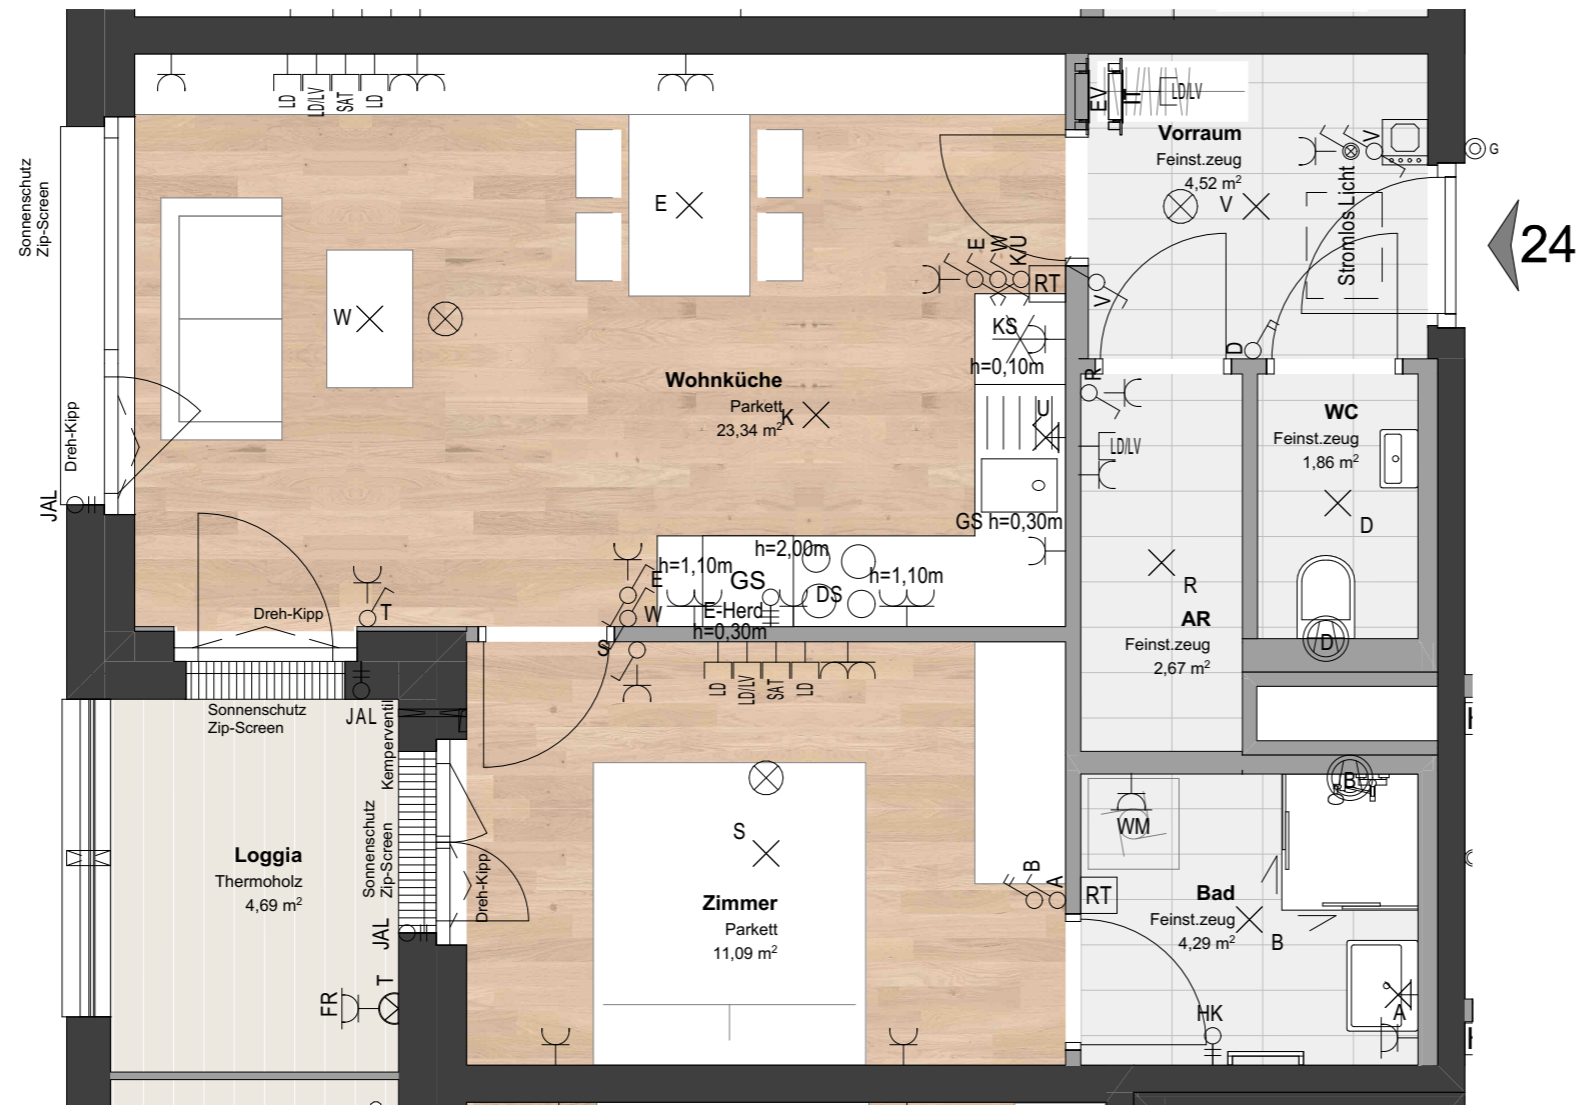 LD
LD/LV
SAT
LD
EV
LD/LV
Vorraum
Feinst.zeug
4,52 m²
V
G
Sonnenschutz
Zip-Screen
E
V
Stromlos Licht
24
E
W
K/U
RT
V
W
KS
h=0,10m
D
R
Wohnküche
Parkett
23,34 m²
K
U
LD/LV
WC
Feinst.zeug
1,86 m²
Dreh-Kipp
JAL
GS h=0,30m
D
h=2,00m
h=1,10m
GS
h=1,10m
E
DS
E-Herd
h=0,30m
W
T
Dreh-Kipp
S
R
AR
Feinst.zeug
2,67 m²
D
LD
LD/LV
SAT
LD
Sonnenschutz
Zip-Screen
JAL
Kemperventil
B
WM
S
Sonnenschutz
Zip-Screen
Dreh-Kipp
Loggia
Thermoholz
4,69 m²
B
A
RT
Zimmer
Parkett
11,09 m²
Bad
Feinst.zeug
4,29 m²
B
JAL
T
FR
HK
A